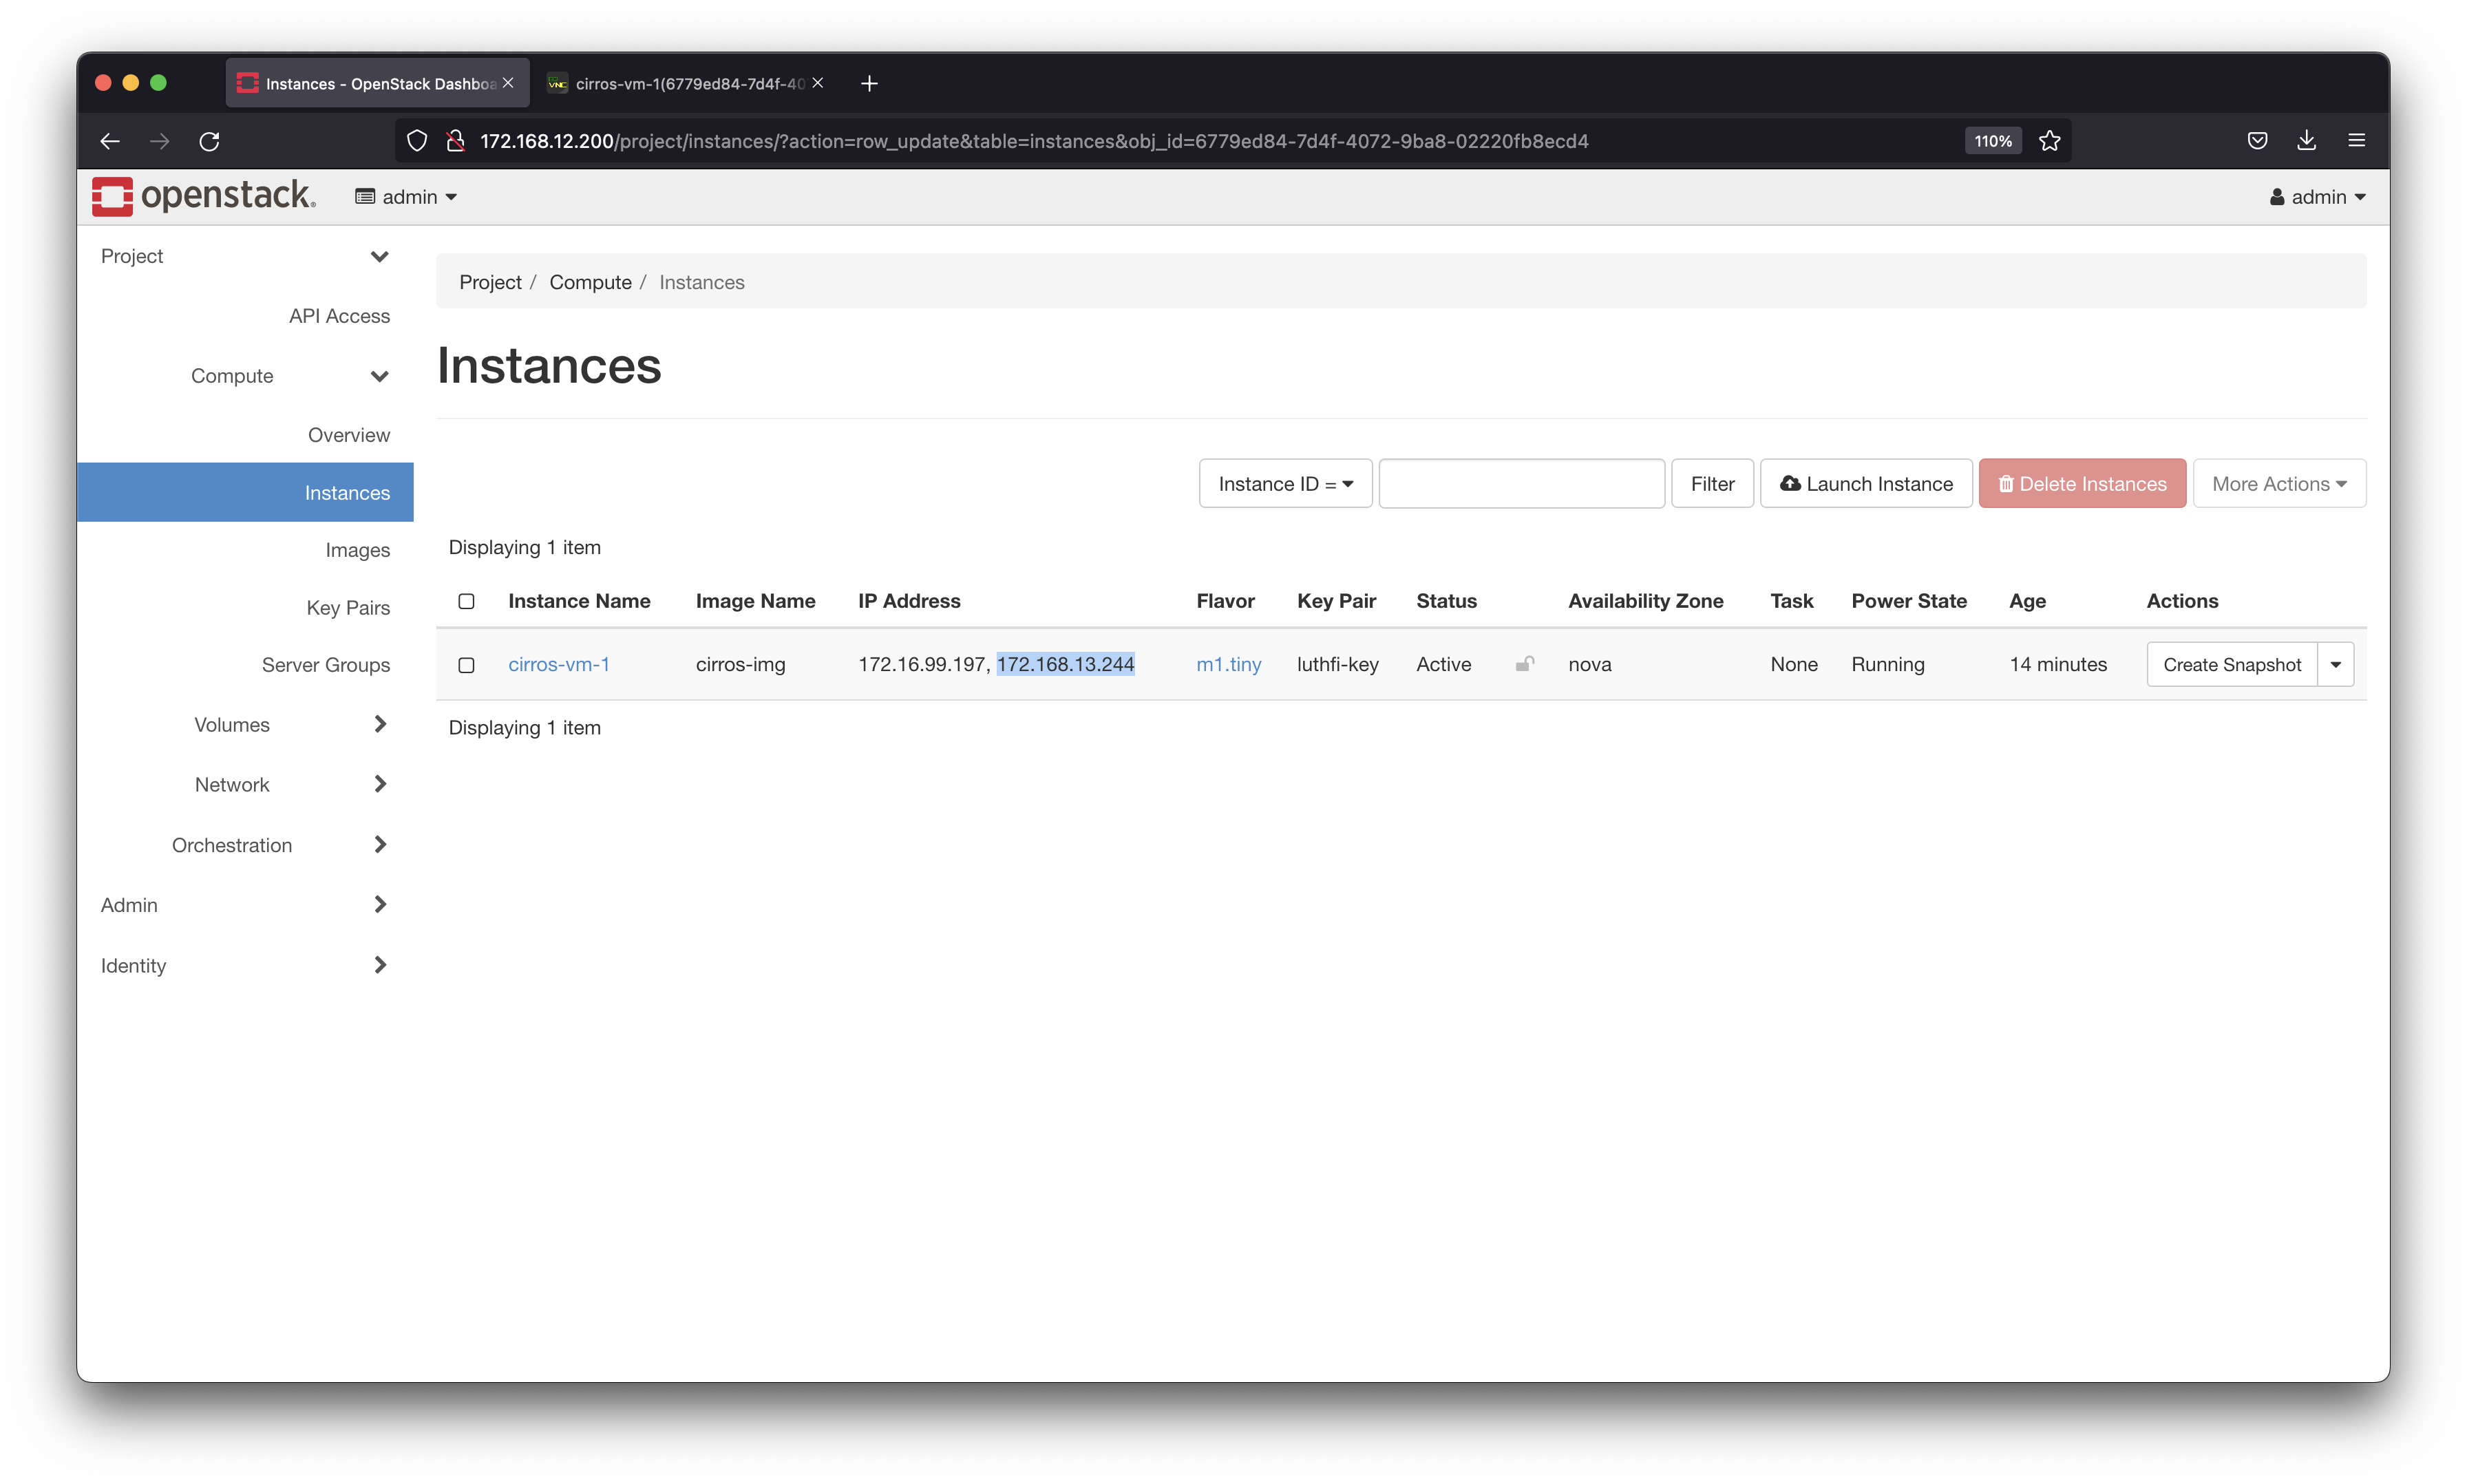 Instances - OpenStack Dashboa
cirros-vm-1(6779ed84-7d4f-40
172.168.12.200/project/instances/?action=row_update&table=instances&obj_id=6779ed84-7d4f-4072-9ba8-02220fb8ecd4
110%
openstack.
admin
admin
Project
API Access
Compute
Overview
Instances
Images
Key Pairs
Server Groups
Volumes
Network
Orchestration
Admin
Identity
Project / Compute / Instances
Instances
Instance ID = Filter Launch Instance Delete Instances More Actions
Displaying 1 item
Instance Name Image Name IP Address Flavor Key Pair Status Availability Zone Task Power State Age Actions
cirros-vm-1 cirros-img 172.16.99.197, 172.168.13.244 m1.tiny luthfi-key Active nova None Running 14 minutes Create Snapshot
Displaying 1 item